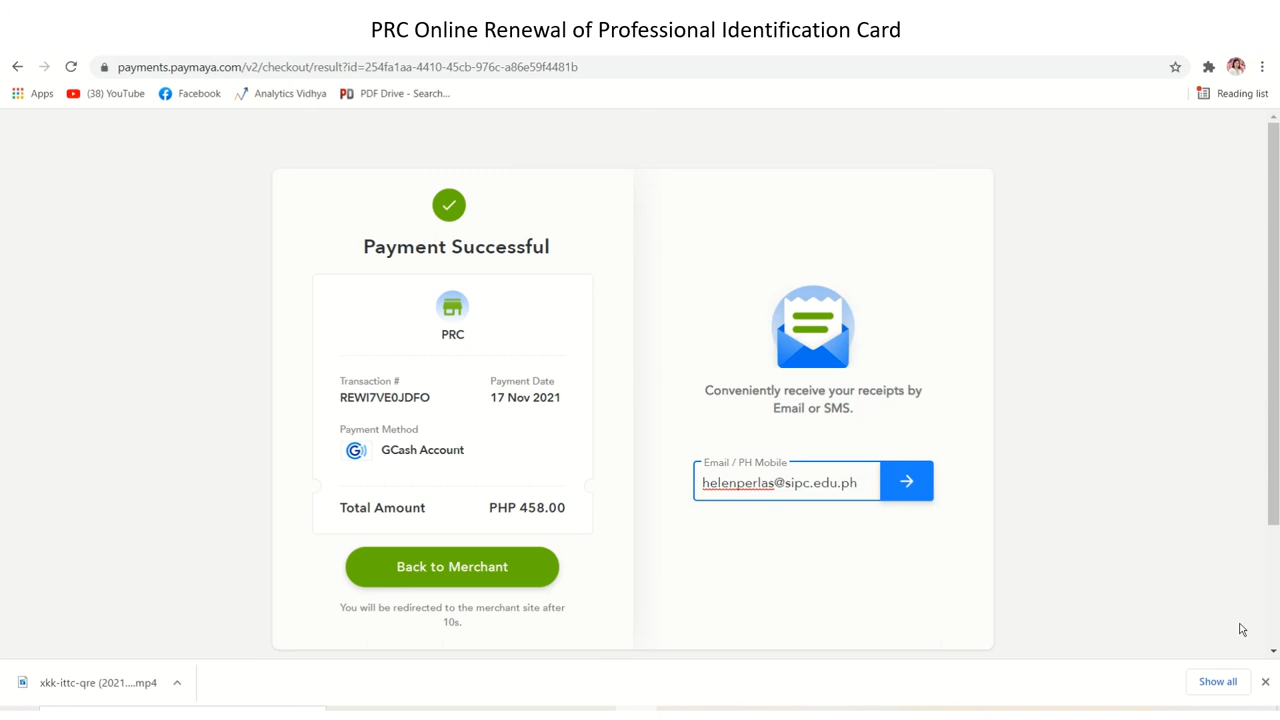 PRC Online Renewal of Professional Identification Card
payments.paymaya.com/v2/checkout/result?id=254fa1aa-4410-45cb-976c-a86e59f4481b
Apps (38) YouTube Facebook Analytics Vidhya PDF Drive - Search... Reading list
Payment Successful
PRC
Transaction # Payment Date
REWI7VE0JDFO 17 Nov 2021
Payment Method
GCash Account
Total Amount PHP 458.00
Back to Merchant
You will be redirected to the merchant site after
10s.
Conveniently receive your receipts by
Email or SMS.
Email / PH Mobile
helenperlas@sipc.edu.ph
xkk-ittc-qre (2021....mp4 Show all